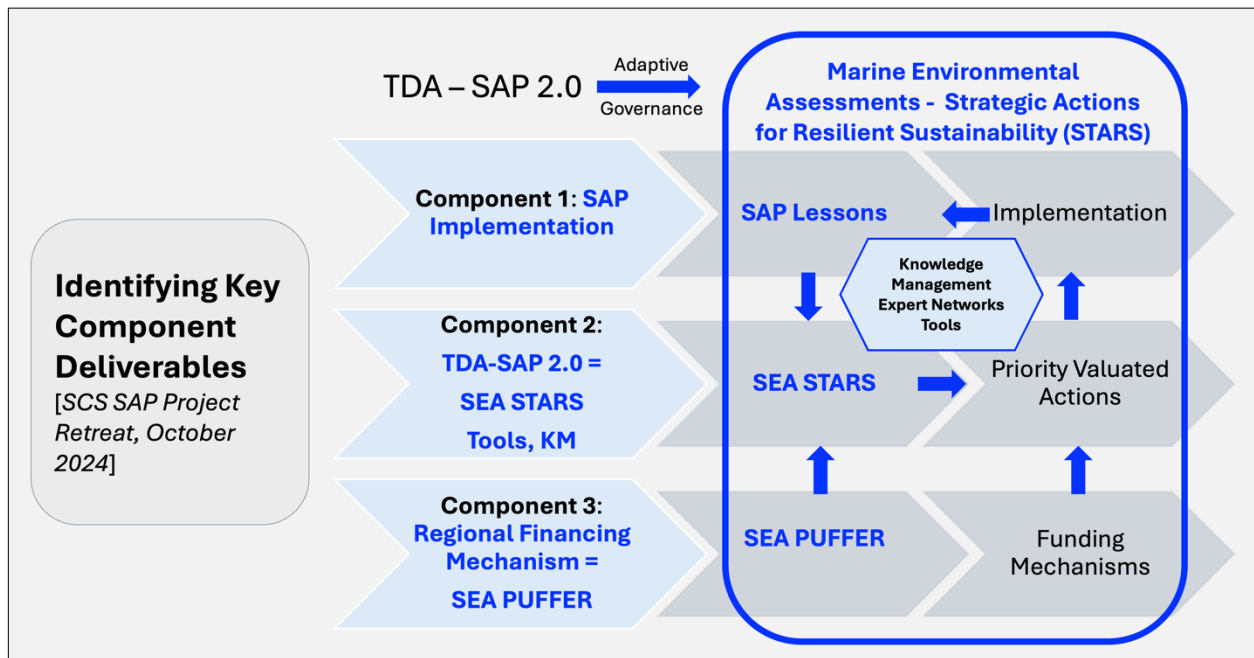 TDA – SAP 2.0
Adaptive
Governance
Marine Environmental
Assessments -  Strategic Actions
for Resilient Sustainability (STARS)
Identifying Key
Component
Deliverables
[SCS SAP Project
Retreat, October
2024]
Component 1: SAP
Implementation
SAP Lessons
Implementation
Knowledge
Management
Expert Networks
Tools
Component 2:
TDA-SAP 2.0 =
SEA STARS
Tools, KM
SEA STARS
Priority Valuated
Actions
Component 3:
Regional Financing
Mechanism =
SEA PUFFER
SEA PUFFER
Funding
Mechanisms